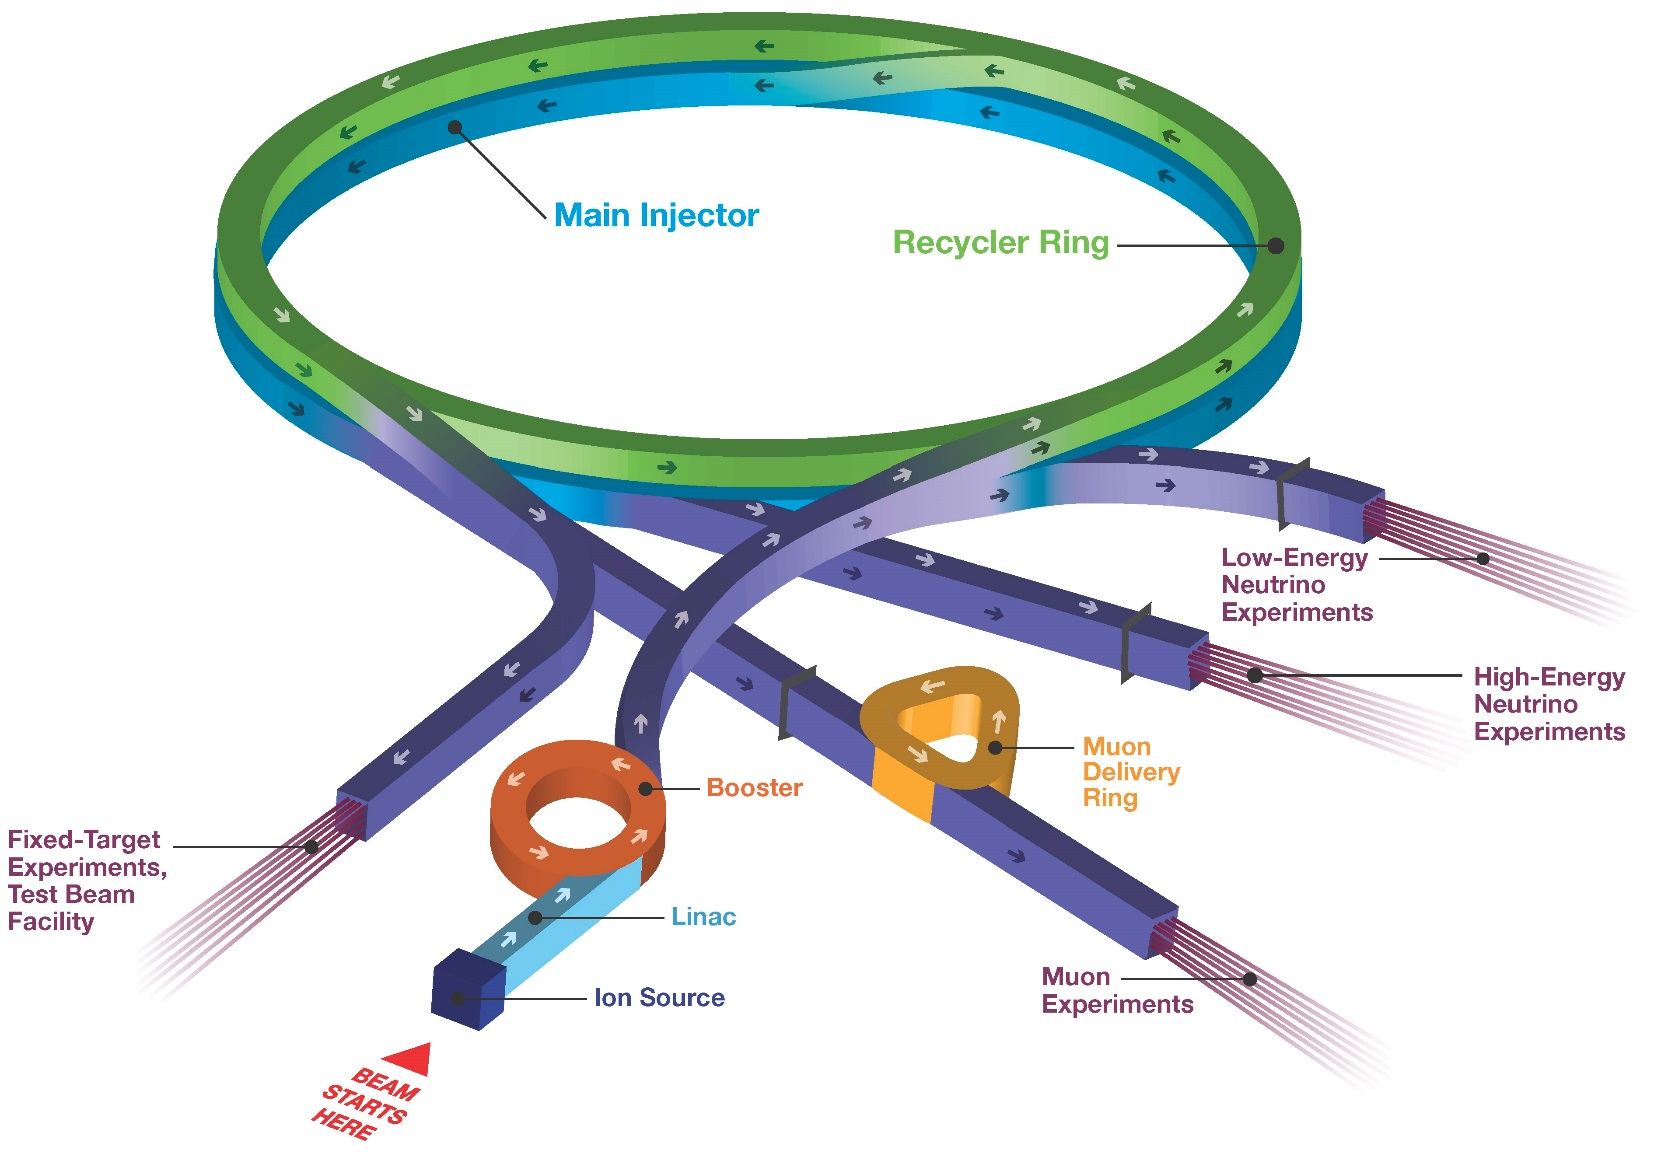 Main Injector
Recycler Ring
Low-Energy
Neutrino
Experiments
High-Energy
Neutrino
Experiments
Muon
Delivery
Ring
Booster
Fixed-Target
Experiments,
Test Beam
Facility
Linac
Muon
Experiments
Ion Source
BEAM
STARTS
HERE